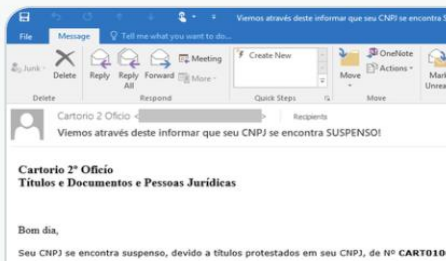 Viemos através deste informar que seu CNPJ se encontra S
File Message Tell me what you want to do...
Junk Delete Reply Reply All Forward Meeting More Create New Move OneNote Actions Mark Unrea
Delete Respond Quick Steps Move
Cartorio 2 Oficio < > Recipients
Viemos através deste informar que seu CNPJ se encontra SUSPENSO!
Cartorio 2º Oficío
Títulos e Documentos e Pessoas Jurídicas
Bom dia,
Seu CNPJ se encontra suspenso, devido a títulos protestados em seu CNPJ, de Nº CART010